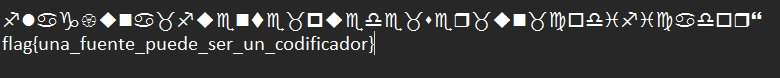 ♐●♋♑❀◆■♋♉♐◆♏■⧫♏♉◻◆♏♎♏♉⬥♏❒♉◆■♉♍□♎♓♐♓♍♋♎□❒❝
flag{una_fuente_puede_ser_un_codificador}